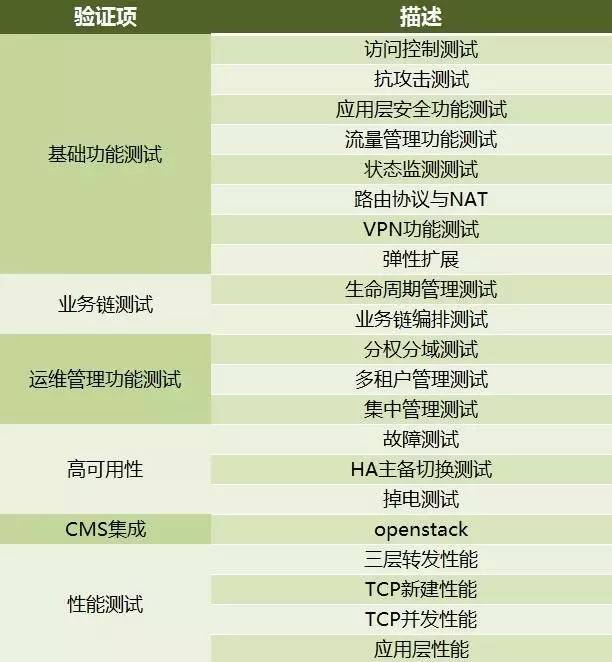 验证项 描述
基础功能测试
访问控制测试
抗攻击测试
应用层安全功能测试
流量管理功能测试
状态监测测试
路由协议与NAT
VPN功能测试
弹性扩展
业务链测试
生命周期管理测试
业务链编排测试
运维管理功能测试
分权分域测试
多租户管理测试
集中管理测试
高可用性
故障测试
HA主备切换测试
掉电测试
CMS集成 openstack
性能测试
三层转发性能
TCP新建性能
TCP并发性能
应用层性能